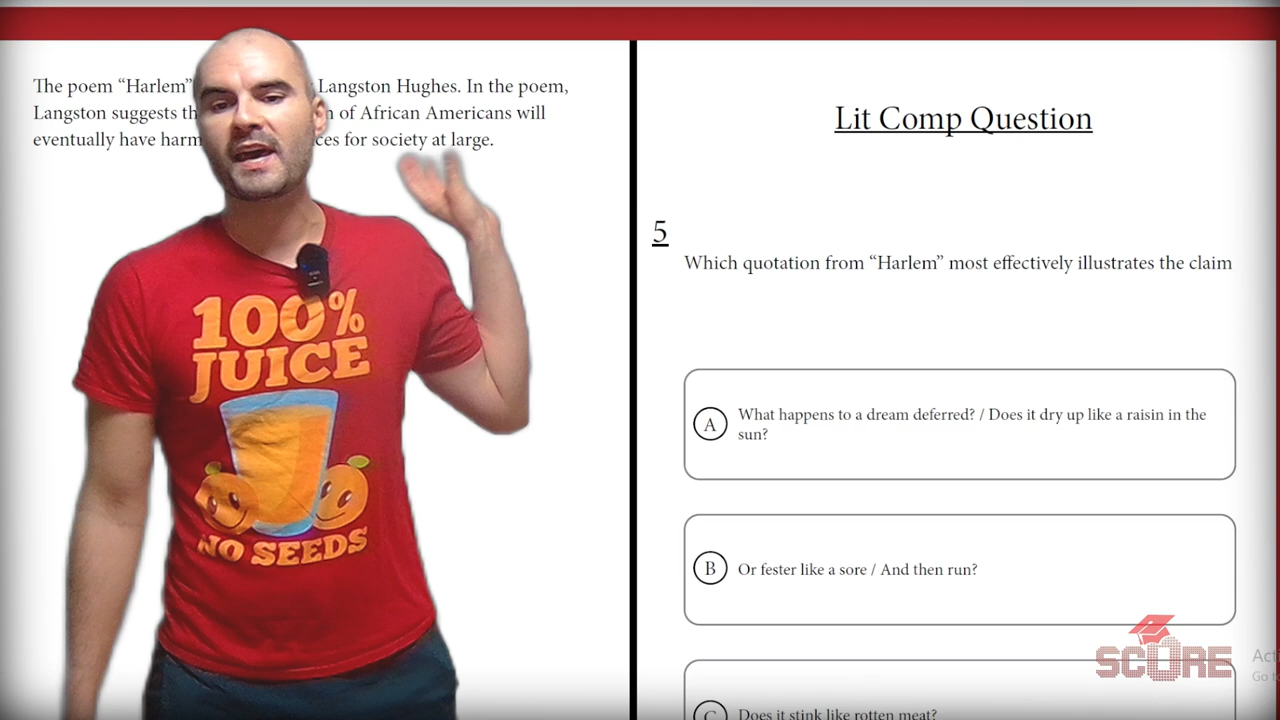 The poem “Harlem” Langston Hughes. In the poem,
Langston suggests of African Americans will
eventually have for society at large.
100%
JUICE
NO SEEDS
Lit Comp Question
5
Which quotation from “Harlem” most effectively illustrates the claim
A What happens to a dream deferred? / Does it dry up like a raisin in the
sun?
B Or fester like a sore / And then run?
C Does it stink like rotten meat?
SCORE
Go